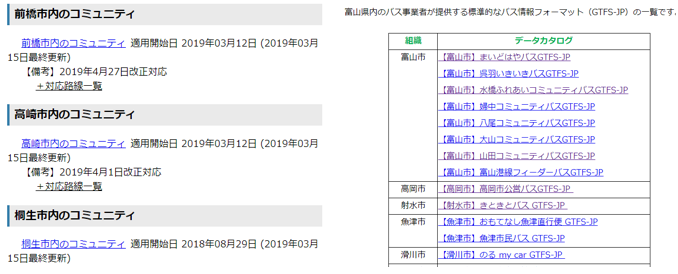 前橋市内のコミュニティ
前橋市内のコミュニティ 適用開始日 2019年03月12日 (2019年03月
15日最終更新)
【備考】2019年4月27日改正対応
＋対応路線一覧
高崎市内のコミュニティ
高崎市内のコミュニティ 適用開始日 2019年03月12日 (2019年03月
15日最終更新)
【備考】2019年4月1日改正対応
＋対応路線一覧
桐生市内のコミュニティ
桐生市内のコミュニティ 適用開始日 2018年08月29日 (2019年03月
15日最終更新)
富山県内のバス事業者が提供する標準的なバス情報フォーマット（GTFS-JP）の一覧です。
組織 データカタログ
富山市 【富山市】まいどはやバスGTFS-JP
【富山市】呉羽いきいきバスGTFS-JP
【富山市】水橋ふれあいコミュニティバスGTFS-JP
【富山市】婦中コミュニティバスGTFS-JP
【富山市】八尾コミュニティバスGTFS-JP
【富山市】大山コミュニティバスGTFS-JP
【富山市】山田コミュニティバスGTFS-JP
【富山市】富山港線フィーダーバスGTFS-JP
高岡市 【高岡市】高岡市公営バスGTFS-JP
射水市 【射水市】きときとバス GTFS-JP
魚津市 【魚津市】おもてなし魚津直行便 GTFS-JP
【魚津市】魚津市民バス GTFS-JP
滑川市 【滑川市】のる my car GTFS-JP